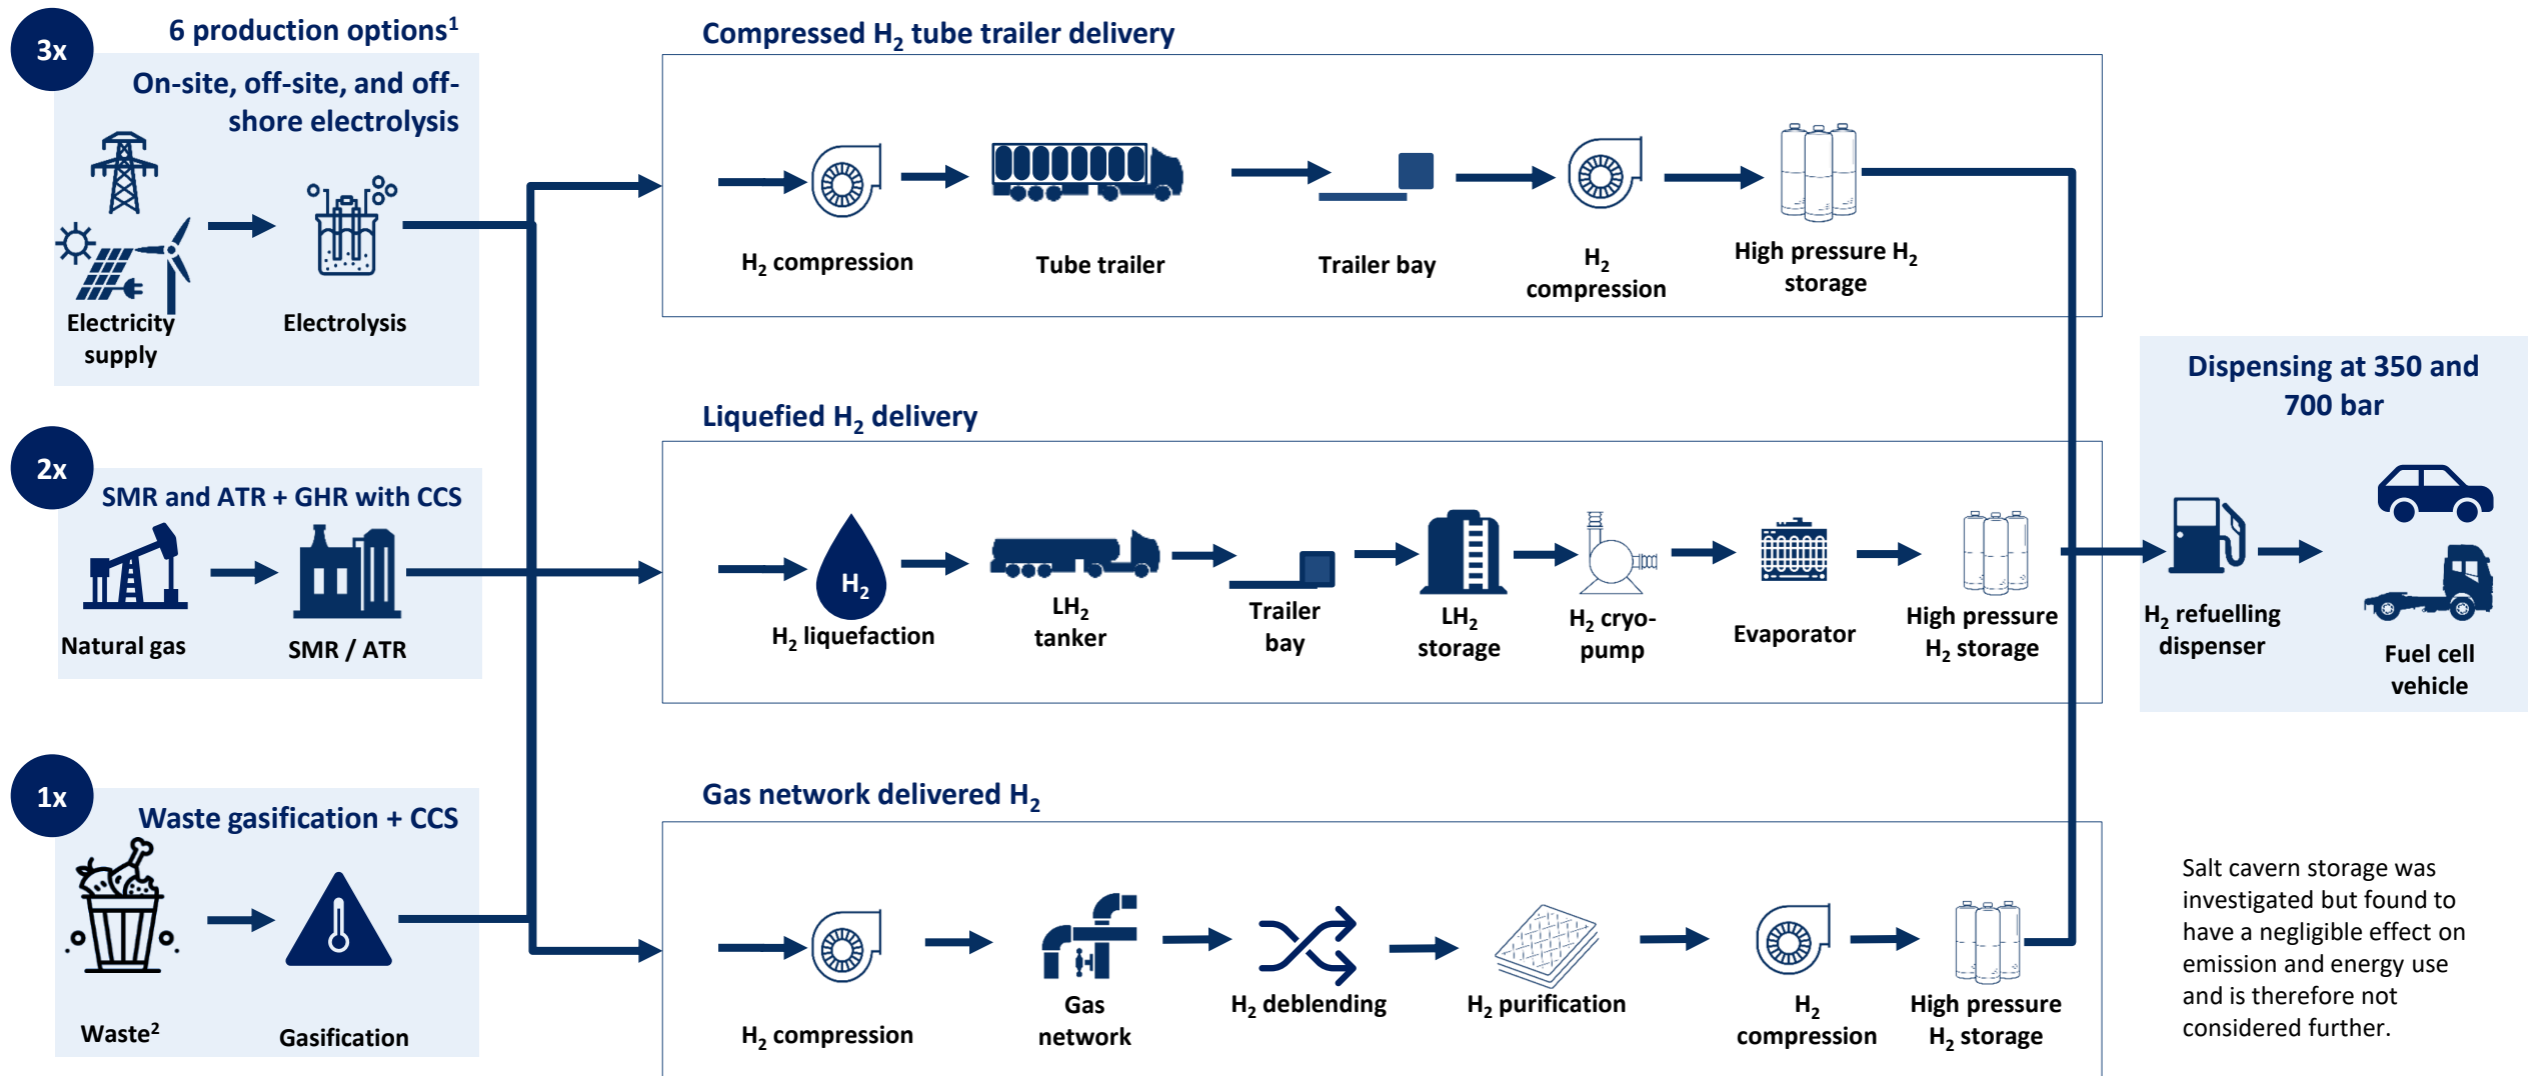 3x
6 production options¹
On-site, off-site, and off-
shore electrolysis
Electricity
supply
Electrolysis
2x
SMR and ATR + GHR with CCS
Natural gas
SMR / ATR
1x
Waste gasification + CCS
Waste²
Gasification
Compressed H₂ tube trailer delivery
H₂ compression
Tube trailer
Trailer bay
H₂
compression
High pressure H₂
storage
Liquefied H₂ delivery
H₂
H₂ liquefaction
LH₂
tanker
Trailer
bay
LH₂
storage
H₂ cryo-
pump
Evaporator
High pressure
H₂ storage
Gas network delivered H₂
H₂ compression
Gas
network
H₂ deblending
H₂ purification
H₂
compression
High pressure
H₂ storage
Dispensing at 350 and
700 bar
H₂ refuelling
dispenser
Fuel cell
vehicle
Salt cavern storage was
investigated but found to
have a negligible effect on
emission and energy use
and is therefore not
considered further.